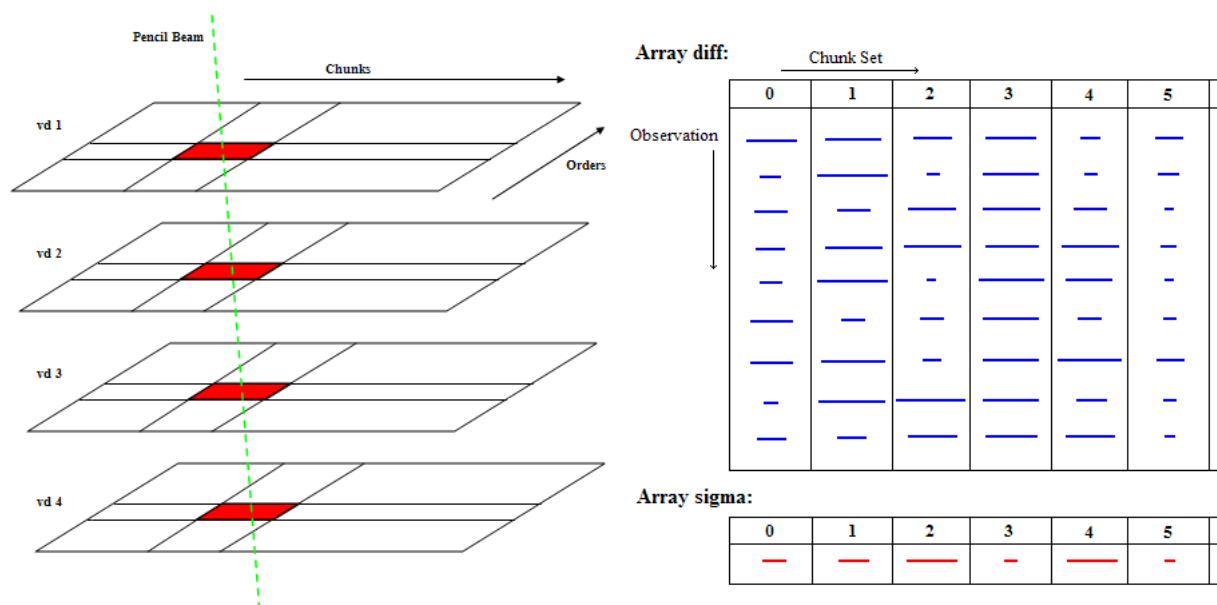 Pencil Beam
Chunks
vd 1
Orders
vd 2
vd 3
vd 4
Array diff:
Chunk Set
0 1 2 3 4 5
Observation
Array sigma:
0 1 2 3 4 5